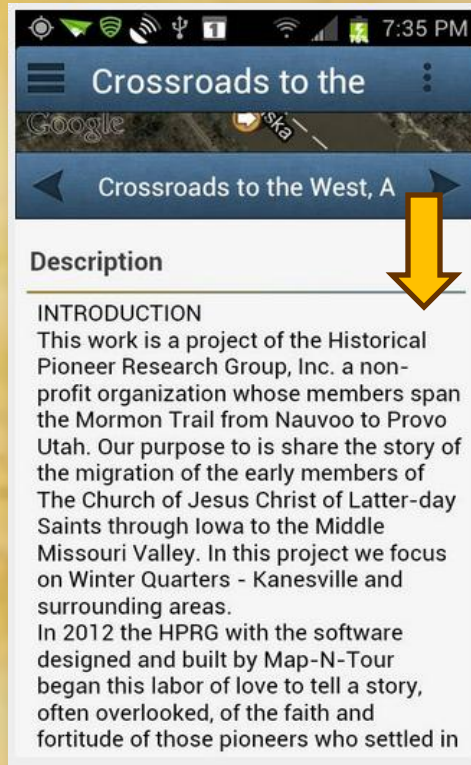 1 7:35 PM
Crossroads to the
Google ska
Crossroads to the West, A
Description
INTRODUCTION
This work is a project of the Historical
Pioneer Research Group, Inc. a non-
profit organization whose members span
the Mormon Trail from Nauvoo to Provo
Utah. Our purpose to is share the story of
the migration of the early members of
The Church of Jesus Christ of Latter-day
Saints through Iowa to the Middle
Missouri Valley. In this project we focus
on Winter Quarters - Kanesville and
surrounding areas.
In 2012 the HPRG with the software
designed and built by Map-N-Tour
began this labor of love to tell a story,
often overlooked, of the faith and
fortitude of those pioneers who settled in